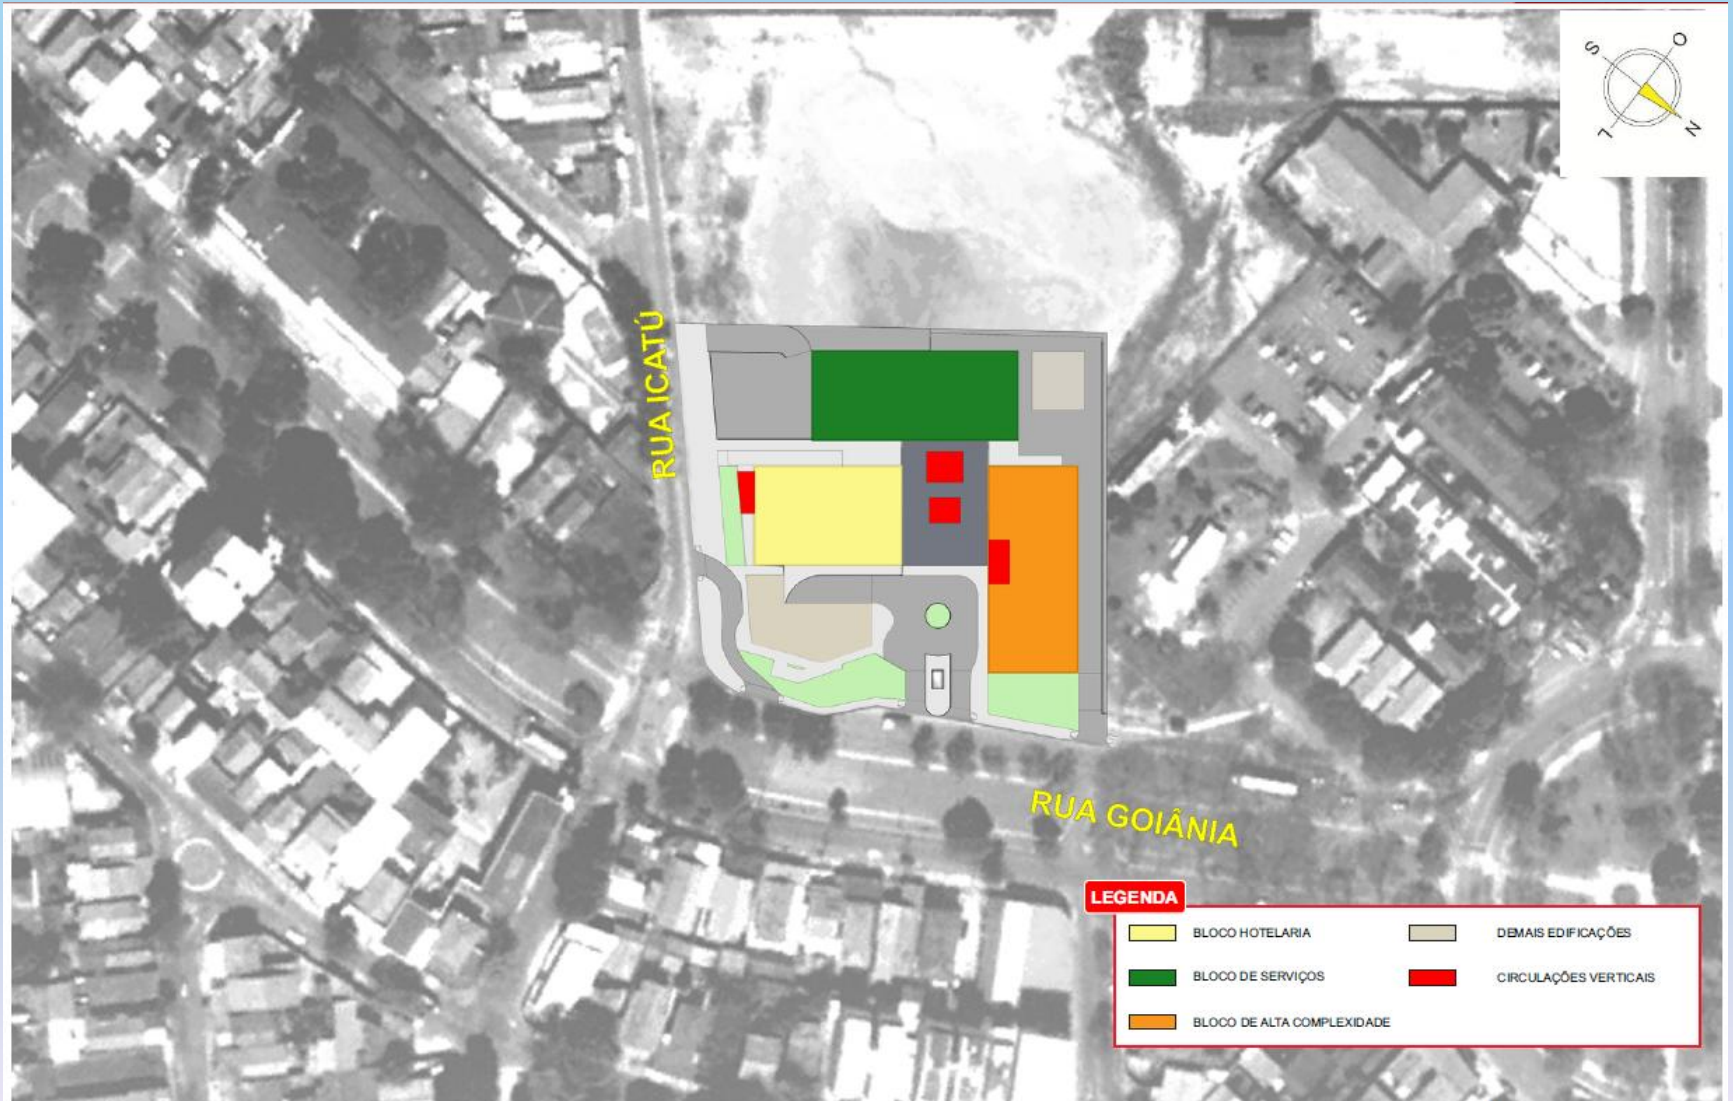 S
O
L
N
RUA ICATÚ
RUA GOIÂNIA
LEGENDA
BLOCO HOTELARIA
DEMAIS EDIFICAÇÕES
BLOCO DE SERVIÇOS
CIRCULAÇÕES VERTICAIS
BLOCO DE ALTA COMPLEXIDADE